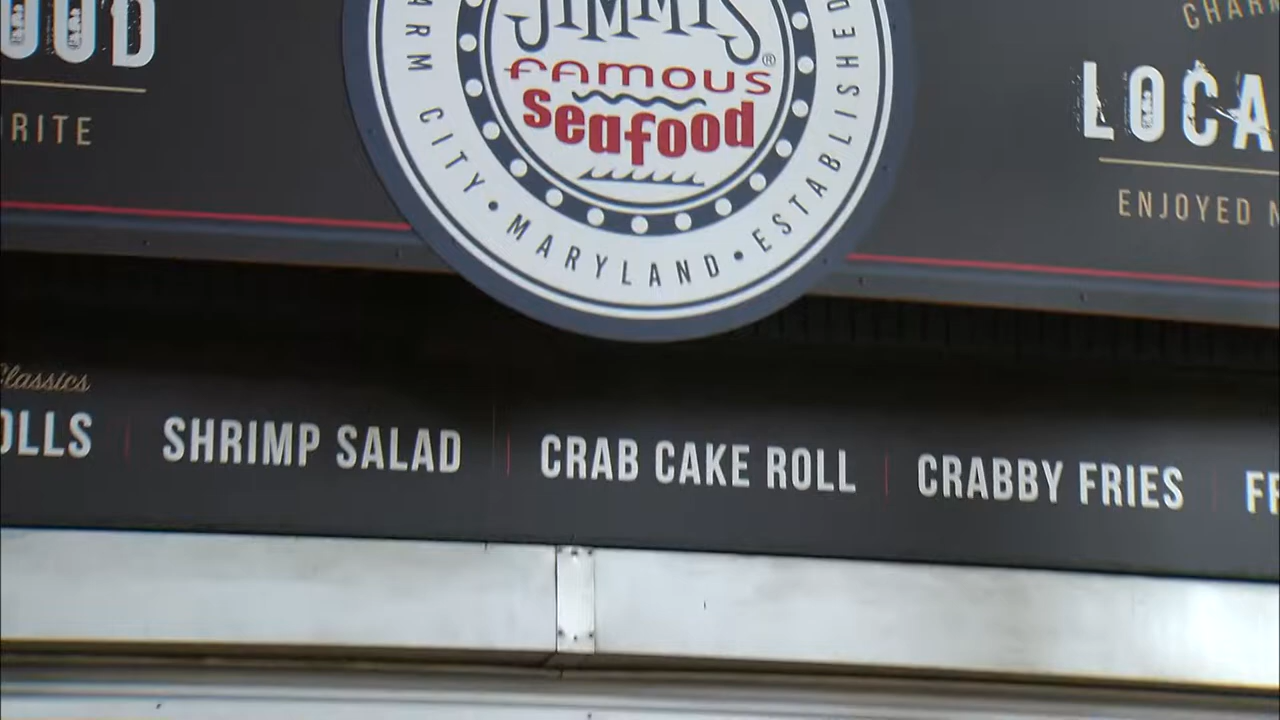 JIMMY'S®
famous
seafood
ARM CITY • MARYLAND • ESTABLISHED
OOD
RITE
CHARM
LOCA
ENJOYED
Classics
OLLS | SHRIMP SALAD | CRAB CAKE ROLL | CRABBY FRIES